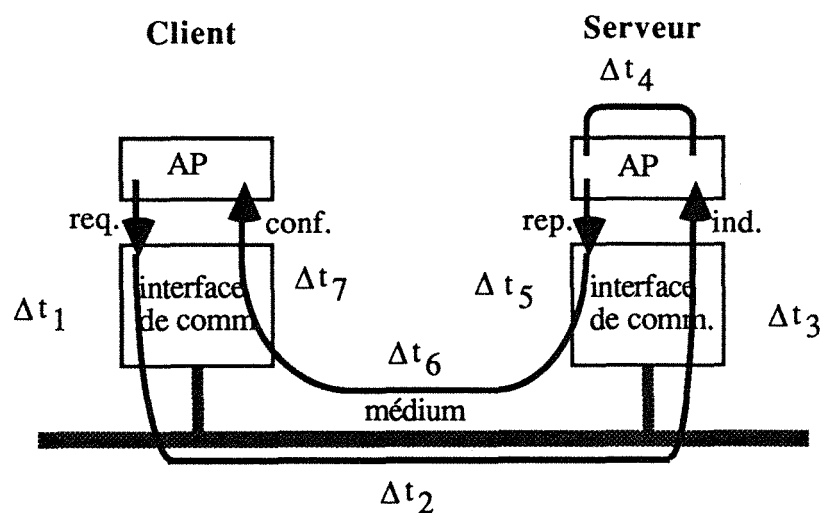 Client
Serveur
Δt4
AP
AP
req.
conf.
rep.
ind.
Δt1
interface
de comm
Δt7
Δt5
interface
de comm.
Δt3
Δt6
médium
Δt2